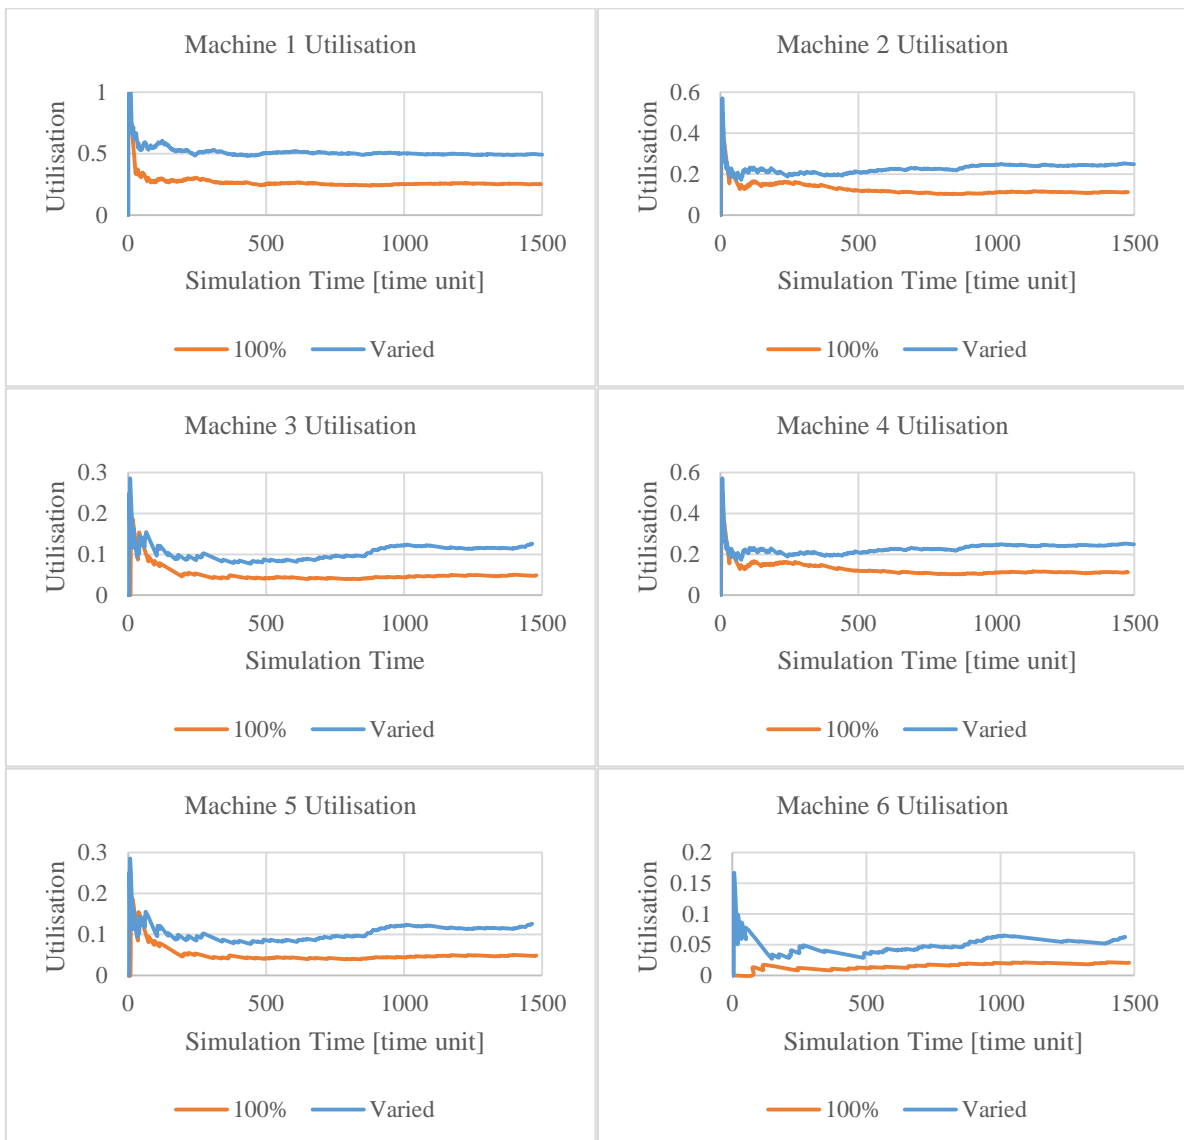 Machine 1 Utilisation
Utilisation
1
0.5
0
0 500 1000 1500
Simulation Time [time unit]
100% Varied
Machine 2 Utilisation
Utilisation
0.6
0.4
0.2
0
0 500 1000 1500
Simulation Time [time unit]
100% Varied
Machine 3 Utilisation
Utilisation
0.3
0.2
0.1
0
0 500 1000 1500
Simulation Time
100% Varied
Machine 4 Utilisation
Utilisation
0.6
0.4
0.2
0
0 500 1000 1500
Simulation Time [time unit]
100% Varied
Machine 5 Utilisation
Utilisation
0.3
0.2
0.1
0
0 500 1000 1500
Simulation Time [time unit]
100% Varied
Machine 6 Utilisation
Utilisation
0.2
0.15
0.1
0.05
0
0 500 1000 1500
Simulation Time [time unit]
100% Varied